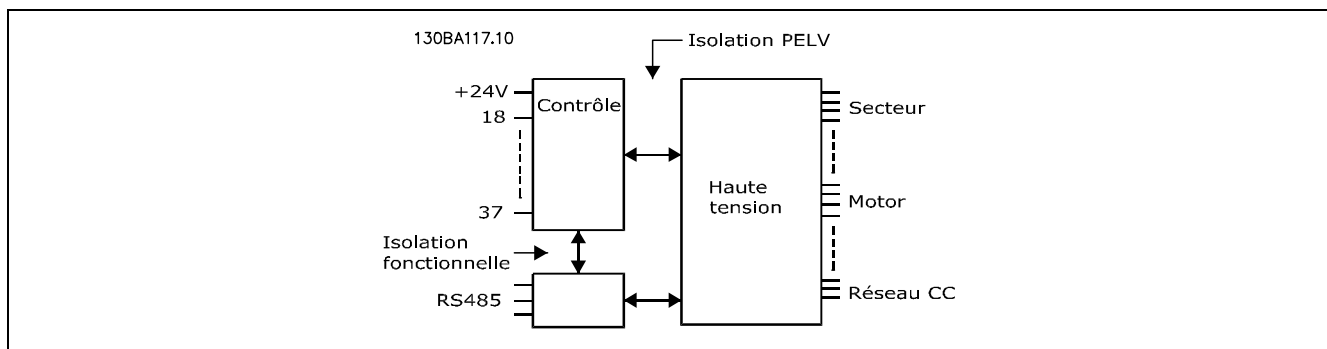 130BA117.10
Isolation PELV
+24V
Contrôle
18
37
Haute
tension
Secteur
Motor
Réseau CC
Isolation
fonctionnelle
RS485